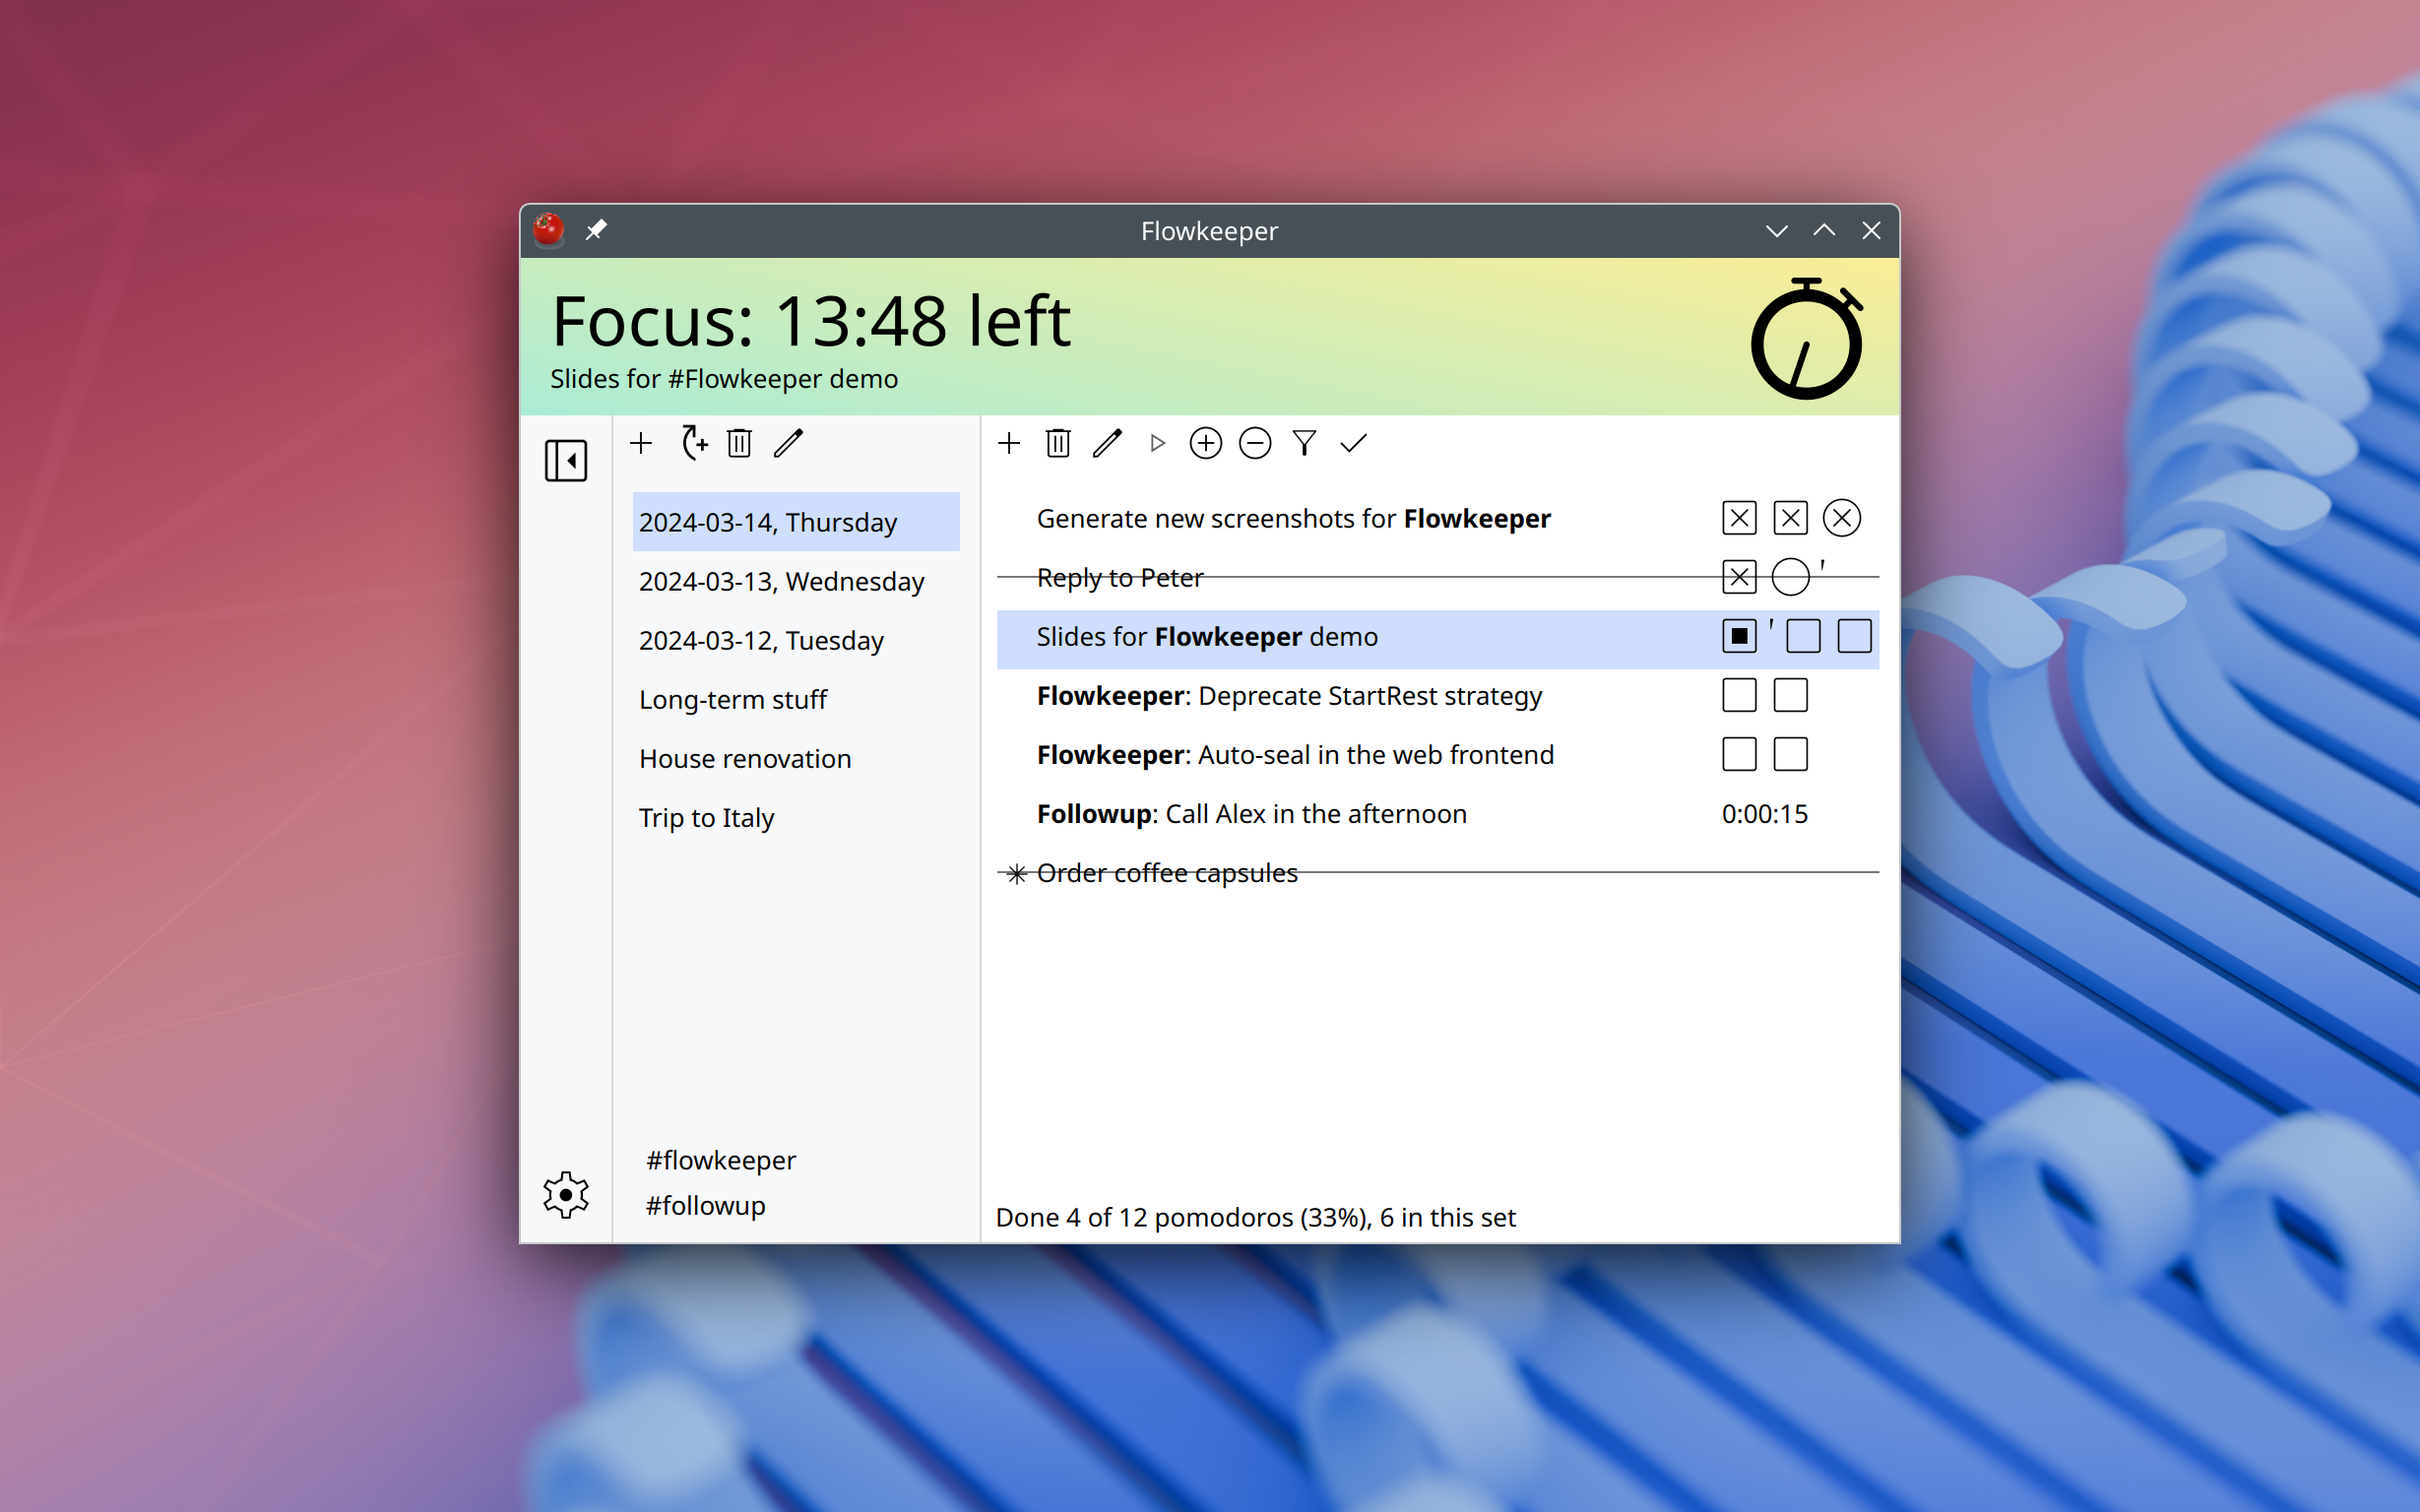 Flowkeeper
Focus: 13:48 left
Slides for #Flowkeeper demo
2024-03-14, Thursday
2024-03-13, Wednesday
2024-03-12, Tuesday
Long-term stuff
House renovation
Trip to Italy
#flowkeeper
#followup
Generate new screenshots for Flowkeeper
Reply to Peter '
Slides for Flowkeeper demo '
Flowkeeper: Deprecate StartRest strategy
Flowkeeper: Auto-seal in the web frontend
Followup: Call Alex in the afternoon 0:00:15
Order coffee capsules
Done 4 of 12 pomodoros (33%), 6 in this set